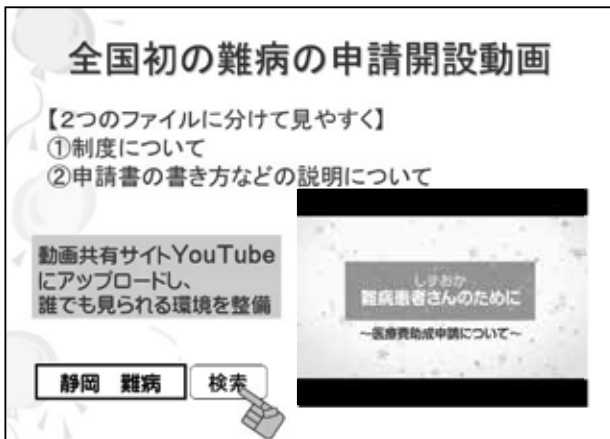 全国初の難病の申請開設動画
【2つのファイルに分けて見やすく】
①制度について
②申請書の書き方などの説明について
動画共有サイトYouTube
にアップロードし、
誰でも見られる環境を整備
しずおか
難病患者さんのために
～医療費助成申請について～
静岡　難病
検索